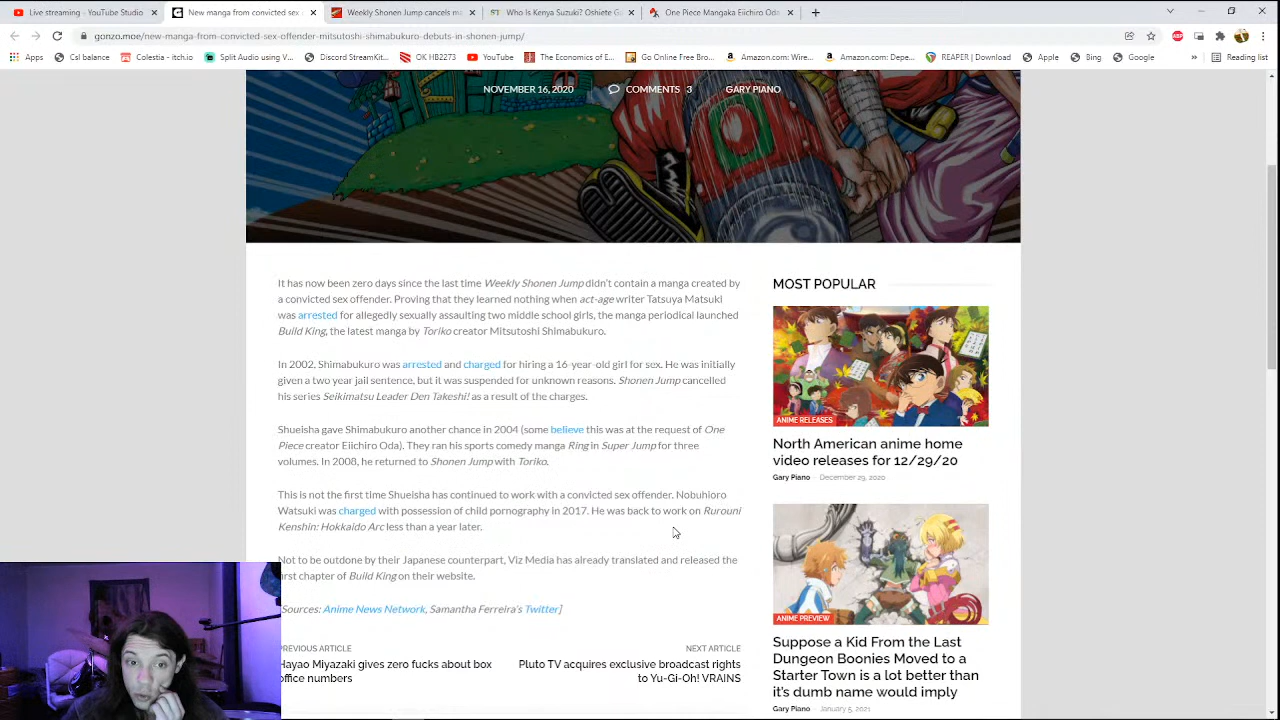 Live streaming - YouTube Studio
New manga from convicted sex
Weekly Shonen Jump cancels m
Who Is Kenya Suzuki? Oshiete G
One Piece Mangaka Eiichiro Od
gonzo.moe/new-manga-from-convicted-sex-offender-mitsutoshi-shimabukuro-debuts-in-shonen-jump/
Apps Csl balance Colestia - itch.io Split Audio using V... Discord StreamKit... OK HB2273 YouTube The Economics of E... Go Online Free Bro... Amazon.com: Wire... Amazon.com: Depe... REAPER | Download Apple Bing Google » Reading list
NOVEMBER 16, 2020 COMMENTS 3 GARY PIANO
It has now been zero days since the last time Weekly Shonen Jump didn't contain a manga created by
a convicted sex offender. Proving that they learned nothing when act-age writer Tatsuya Matsuki
was arrested for allegedly sexually assaulting two middle school girls, the manga periodical launched
Build King, the latest manga by Toriko creator Mitsutoshi Shimabukuro.
In 2002, Shimabukuro was arrested and charged for hiring a 16-year-old girl for sex. He was initially
given a two year jail sentence, but it was suspended for unknown reasons. Shonen Jump cancelled
his series Seikimatsu Leader Den Takeshi! as a result of the charges.
Shueisha gave Shimabukuro another chance in 2004 (some believe this was at the request of One
Piece creator Eiichiro Oda). They ran his sports comedy manga Ring in Super Jump for three
volumes. In 2008, he returned to Shonen Jump with Toriko.
This is not the first time Shueisha has continued to work with a convicted sex offender. Nobuhioro
Watsuki was charged with possession of child pornography in 2017. He was back to work on Rurouni
Kenshin: Hokkaido Arc less than a year later.
Not to be outdone by their Japanese counterpart, Viz Media has already translated and released the
first chapter of Build King on their website.
[Sources: Anime News Network, Samantha Ferreira's Twitter]
PREVIOUS ARTICLE
Hayao Miyazaki gives zero fucks about box
office numbers
NEXT ARTICLE
Pluto TV acquires exclusive broadcast rights
to Yu-Gi-Oh! VRAINS
MOST POPULAR
ANIME RELEASES
North American anime home
video releases for 12/29/20
Gary Piano - December 29, 2020
ANIME PREVIEW
Suppose a Kid From the Last
Dungeon Boonies Moved to a
Starter Town is a lot better than
it's dumb name would imply
Gary Piano - January 5, 2021